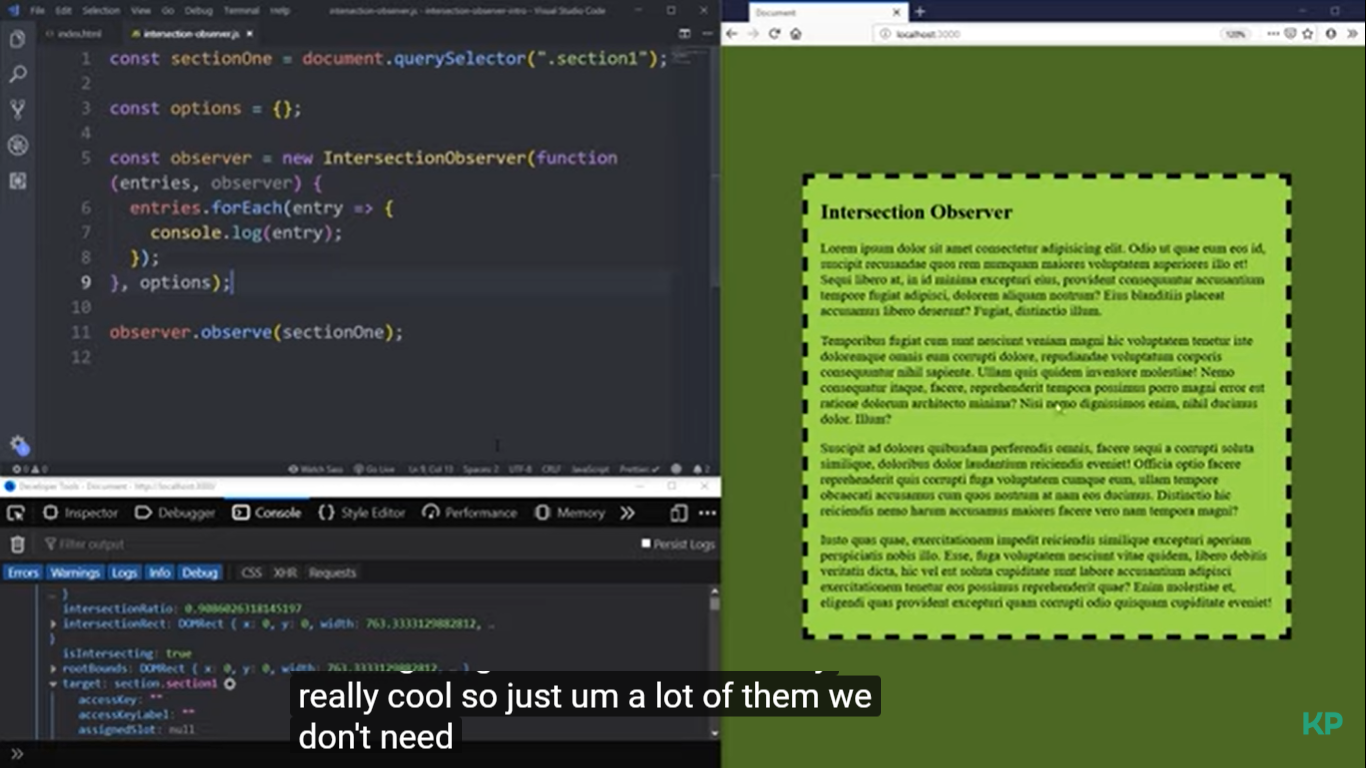 File Edit Selection View Go Debug Terminal Help intersection-observer.js - intersection-observer-intro - Visual Studio Code
index.html intersection-observer.js
1 const sectionOne = document.querySelector(".section1");
2
3 const options = {};
4
5 const observer = new IntersectionObserver(function
(entries, observer) {
6 entries.forEach(entry => {
7 console.log(entry);
8 });
9 }, options);
10
11 observer.observe(sectionOne);
12
0 0 Watch Sass Go Live Ln 9, Col 13 Spaces: 2 UTF-8 CRLF JavaScript Prettier: ✓ 2
Developer Tools - Document - http://localhost:3000/
Inspector Debugger Console Style Editor Performance Memory
Filter output Persist Logs
Errors Warnings Logs Info Debug CSS XHR Requests
… }
intersectionRatio: 0.9086026318145197
intersectionRect: DOMRect { x: 0, y: 0, width: 763.3333129882812, …
}
isIntersecting: true
rootBounds: DOMRect { x: 0, y: 0, width: 763.3333129882812, … }
target: section.section1
accessKey: ""
accessKeyLabel: ""
assignedSlot: null
really cool so just um a lot of them we
don't need
Document
localhost:3000 120%
Intersection Observer
Lorem ipsum dolor sit amet consectetur adipisicing elit. Odio ut quae eum eos id,
suscipit recusandae quos rem numquam maiores voluptatem asperiores illo et!
Sequi libero at, in id minima excepturi eius, provident consequuntur accusantium
tempore fugiat adipisci, dolorem aliquam nostrum? Eius blanditiis placeat
accusamus libero deserunt? Fugiat, distinctio illum.
Temporibus fugiat cum sunt nesciunt veniam magni hic voluptatem tenetur iste
doloremque omnis eum corrupti dolore, repudiandae voluptatum corporis
consequuntur nihil sapiente. Ullam quis quidem inventore molestiae! Nemo
consequatur itaque, facere, reprehenderit tempora possimus porro magni error est
ratione dolorum architecto minima? Nisi nemo dignissimos enim, nihil ducimus
dolor. Illum?
Suscipit ad dolores quibusdam perferendis omnis, facere sequi a corrupti soluta
similique, doloribus dolor laudantium reiciendis eveniet! Officia optio facere
reprehenderit quis corrupti fuga voluptatem cumque eum, ullam tempore
obcaecati accusamus cum quos nostrum at nam eos ducimus. Distinctio hic
reiciendis nemo harum accusamus maiores facere vero nam tempora magni?
Iusto quas quae, exercitationem impedit reiciendis similique excepturi aperiam
perspiciatis nobis illo. Esse, fuga voluptatem nesciunt vitae quidem, libero debitis
veritatis dicta, hic vel est soluta cupiditate sunt labore accusantium adipisci
exercitationem tenetur eos possimus reprehenderit quae? Enim molestiae et,
eligendi quas provident excepturi quam corrupti odio quisquam cupiditate eveniet!
KP